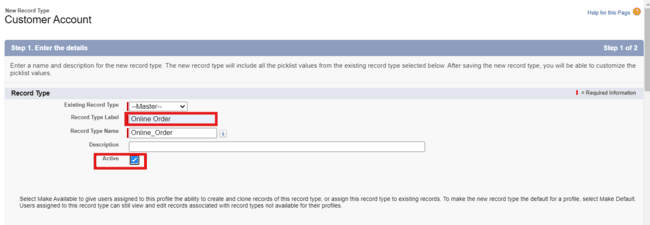 New Record Type
Customer Account
Help for this Page
Step 1. Enter the details
Step 1 of 2
Enter a name and description for the new record type. The new record type will include all the picklist values from the existing record type selected below. After saving the new record type, you will be able to customize the
picklist values.
Record Type
= Required Information
Existing Record Type --Master--
Record Type Label Online Order
Record Type Name Online_Order i
Description
Active
Select Make Available to give users assigned to this profile the ability to create and clone records of this record type, or assign this record type to existing records. To make the new record type the default for a profile, select Make Default.
Users assigned to this record type can still view and edit records associated with record types not available for their profiles.